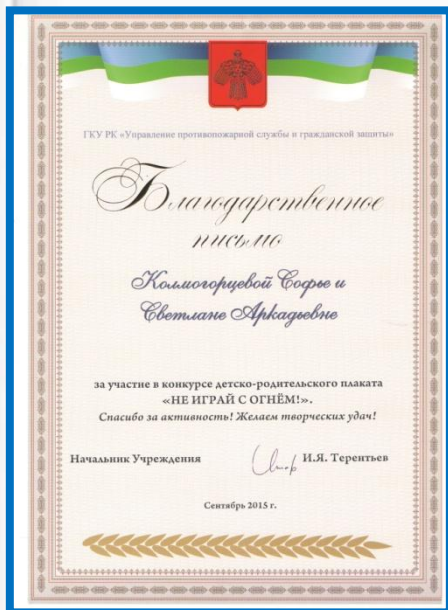 ГКУ РК «Управление противопожарной службы и гражданской защиты»
Благодарственное
письмо
Колмогорцевой Софье и
Светлане Аркадьевне
за участие в конкурсе детско-родительского плаката
«НЕ ИГРАЙ С ОГНЁМ!».
Спасибо за активность! Желаем творческих удач!
Начальник Учреждения И.Я. Терентьев
Сентябрь 2015 г.